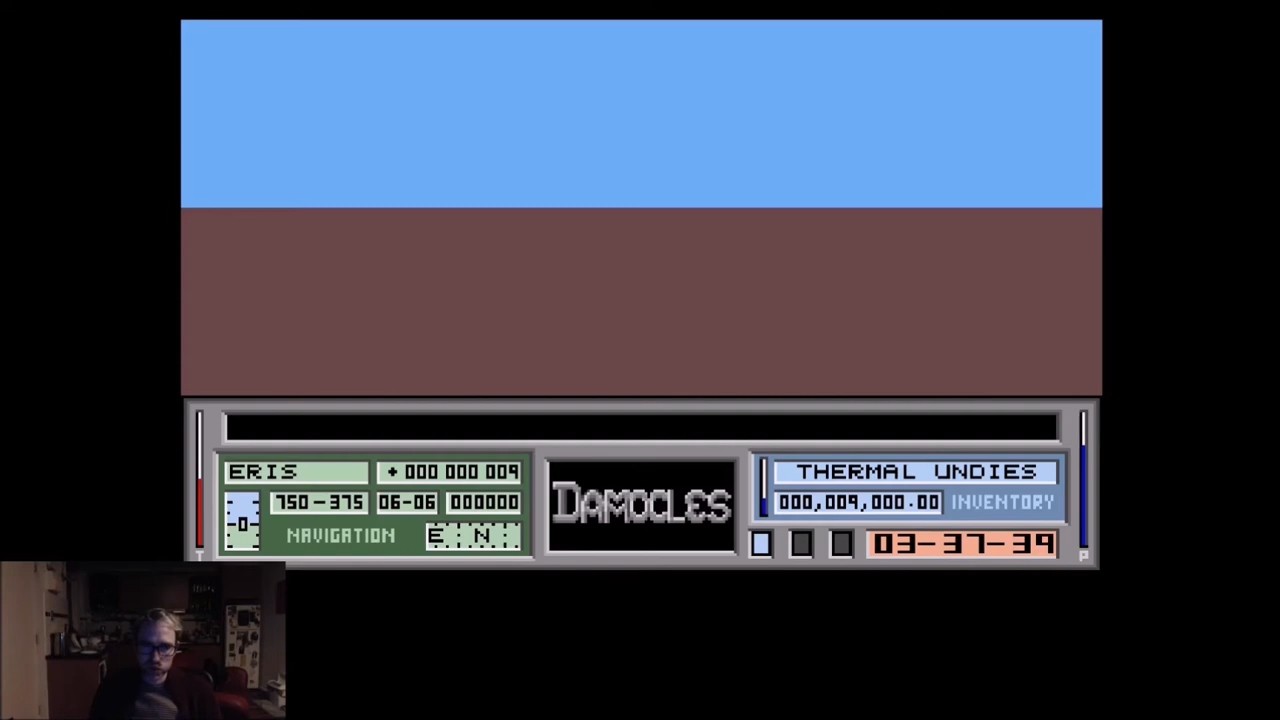 ERIS
+ 000 000 009
THERMAL UNDIES
750-375
06-06
000000
000,009,000.00
INVENTORY
DAMOCLES
NAVIGATION
E : N :
03-37-39
T
P